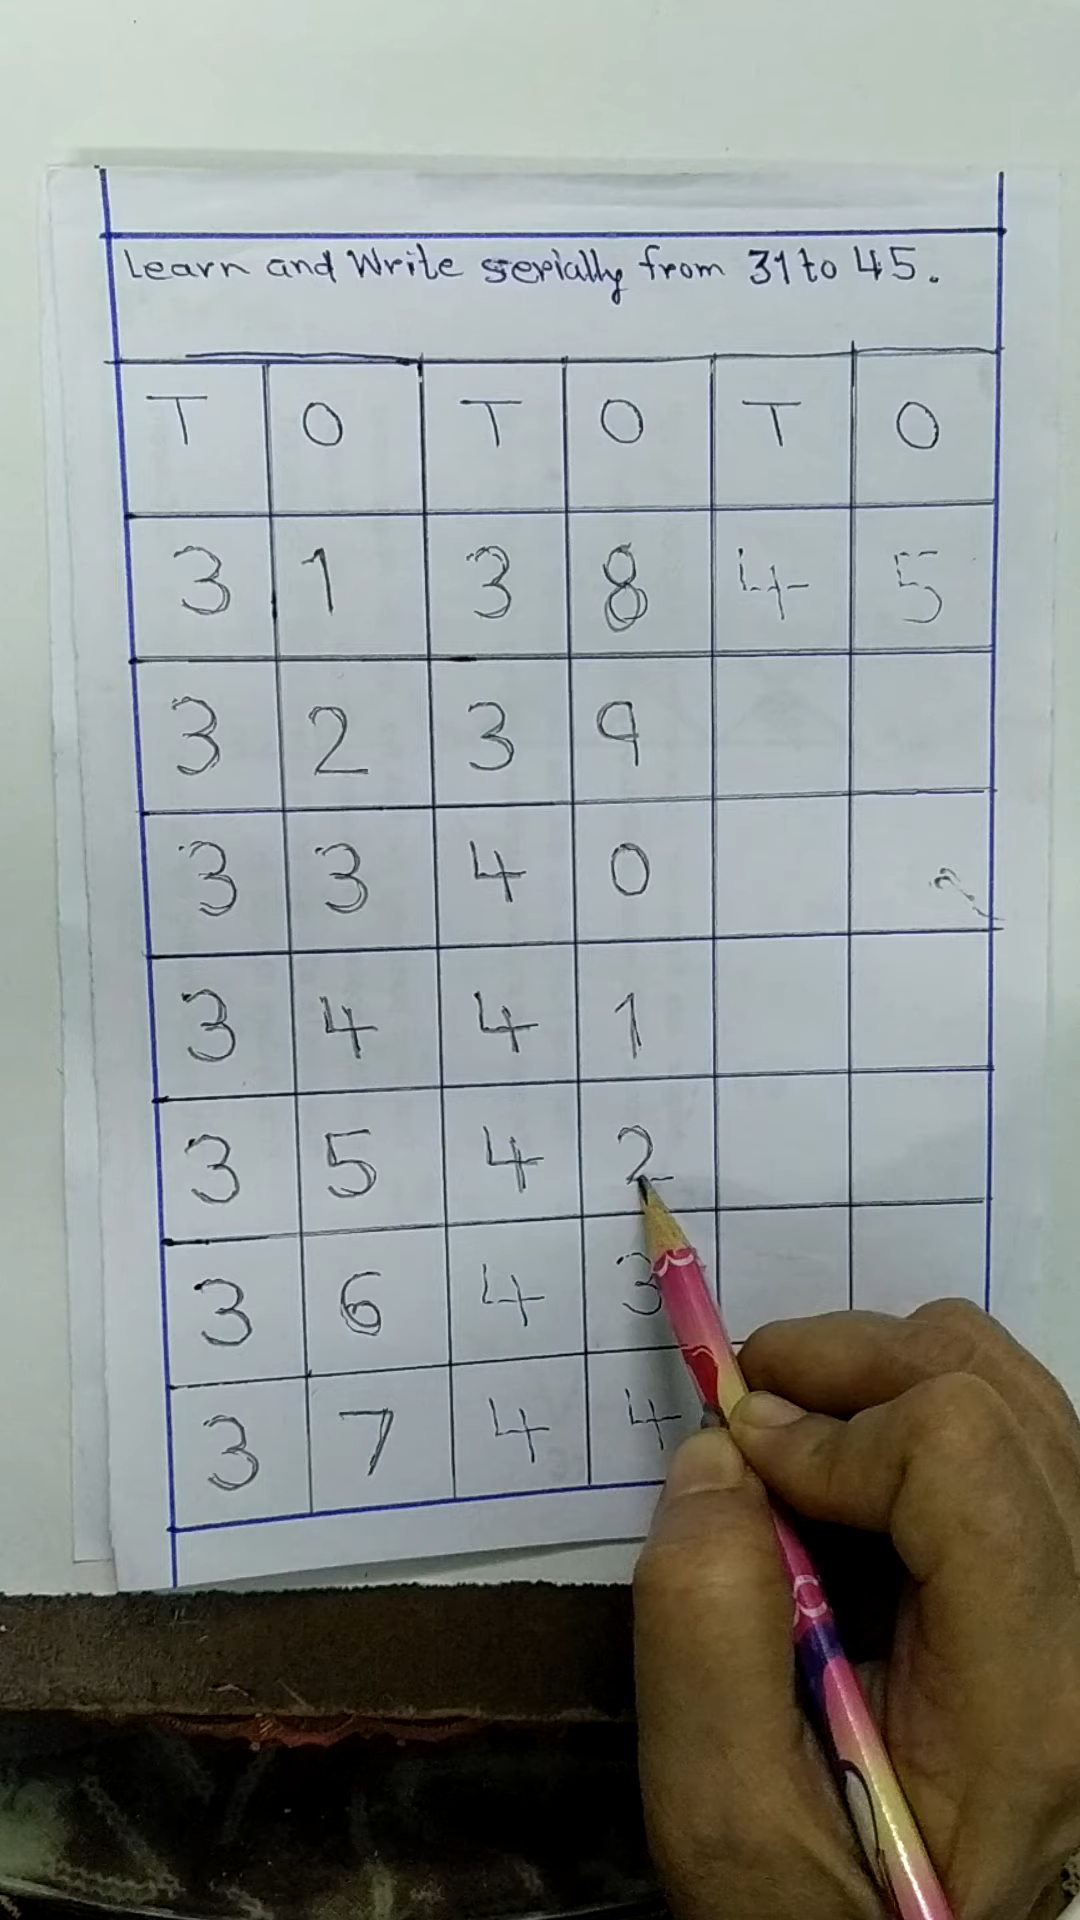 Learn and Write serially from 31 to 45.
T O T O T O
3 1 3 8 4 5
3 2 3 9
3 3 4 0
3 4 4 1
3 5 4 2
3 6 4 3
3 7 4 4